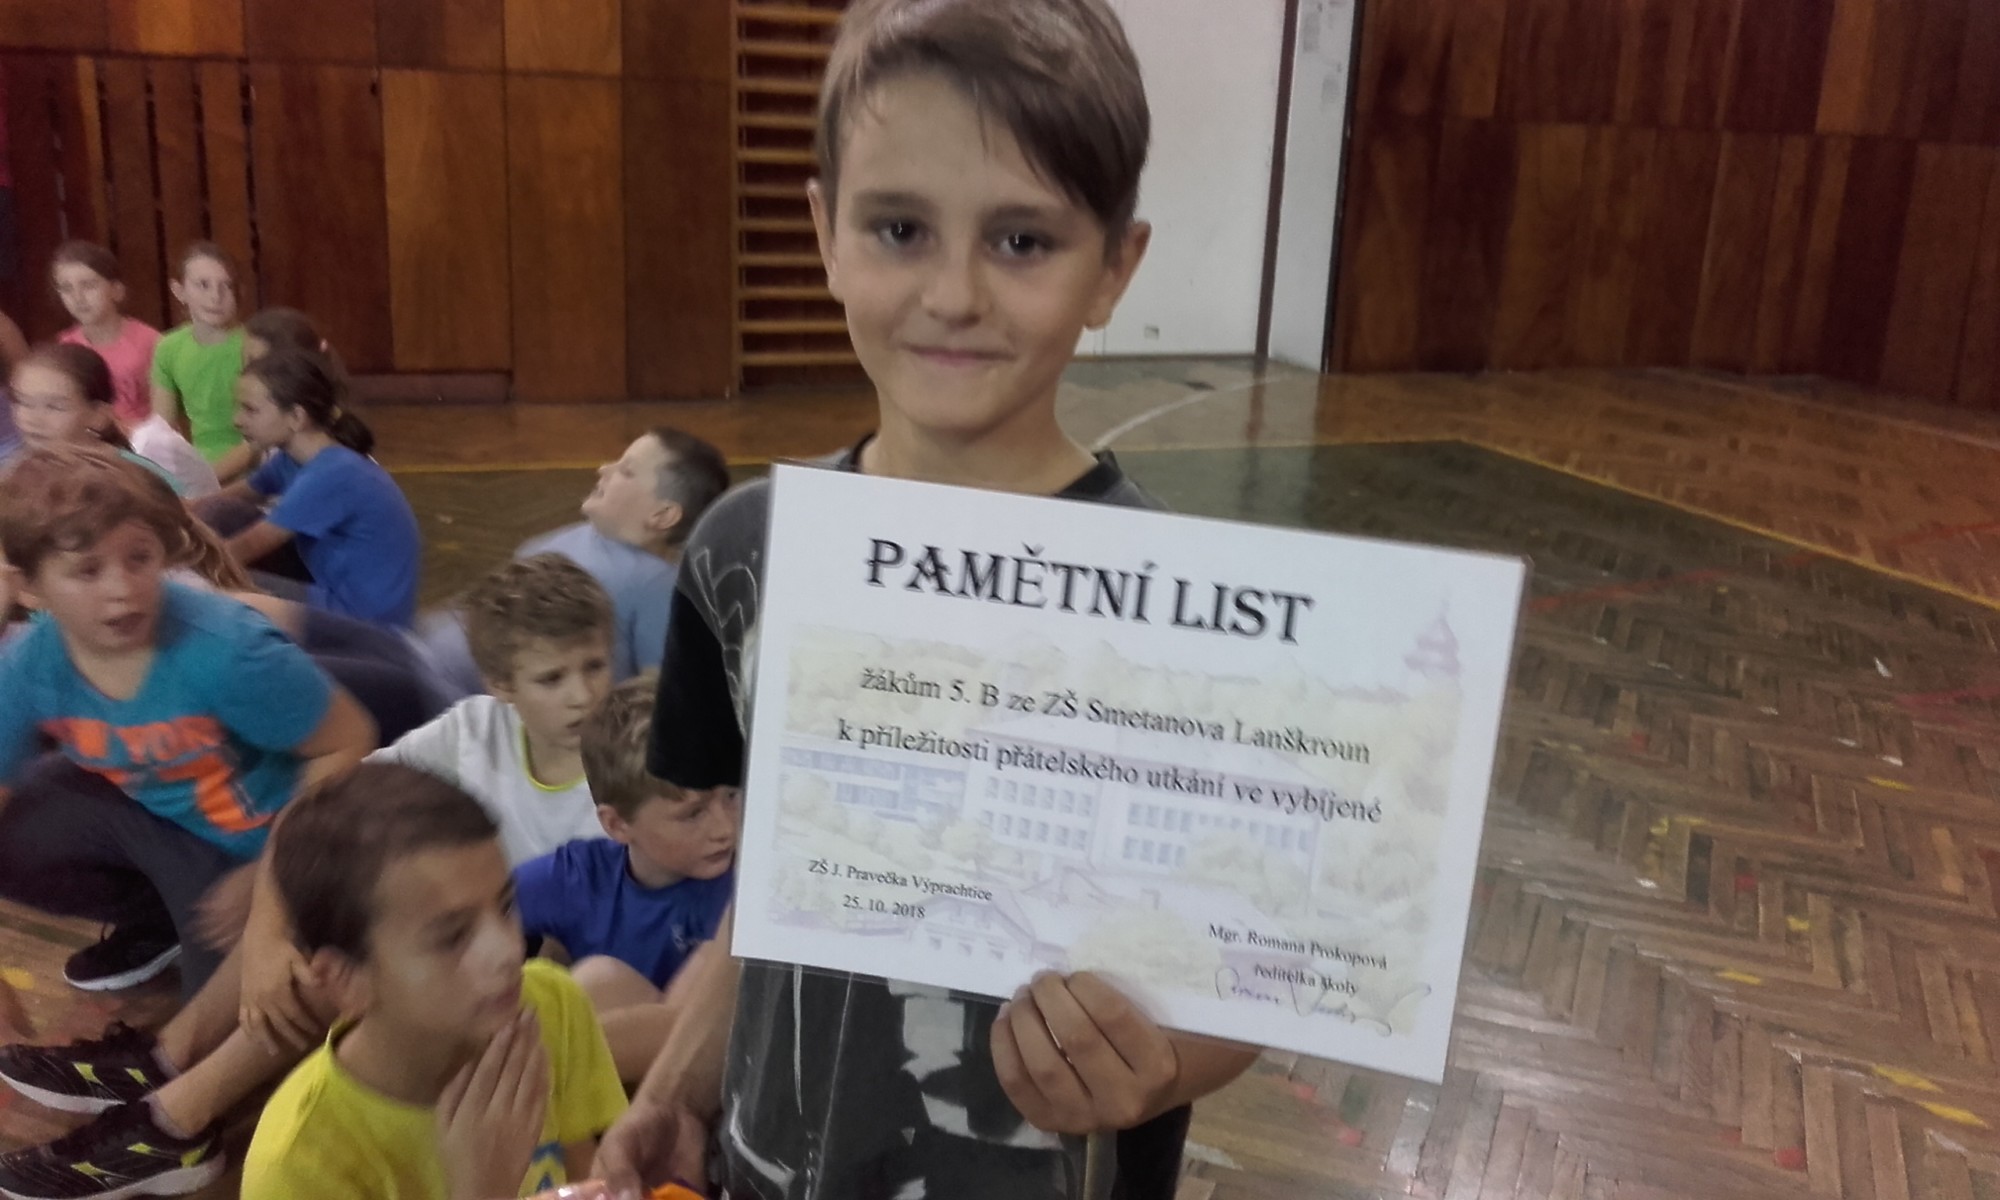 PAMĚTNÍ LIST
žákům 5. B ze ZŠ Smetanova Lanškroun
k příležitosti přátelského utkání ve vybíjené
ZŠ J. Pravečka Výprachtice
25. 10. 2018
Mgr. Romana Prokopová
ředitelka školy